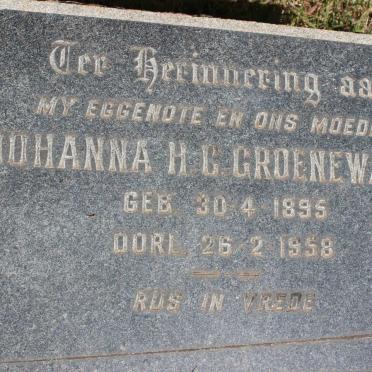 Ter Herinnering aa
MY EGGENOTE EN ONS MOED
JOHANNA H. C. GROENEWA
GEB. 30-4-1895
OORL. 26-2-1958
RUS IN VREDE